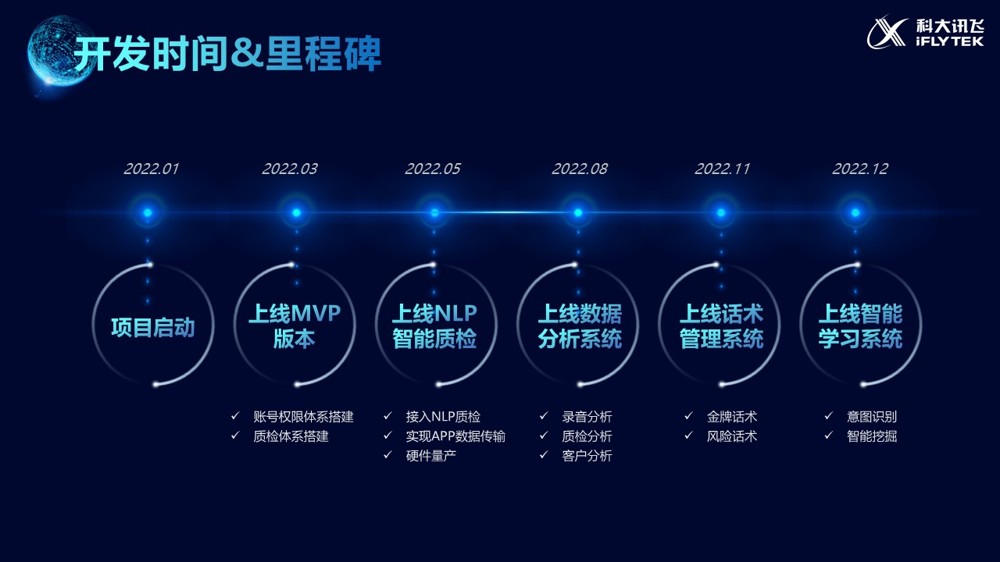 开发时间&里程碑
科大讯飞
iFLYTEK
2022.01
2022.03
2022.05
2022.08
2022.11
2022.12
项目启动
上线MVP
版本
上线NLP
智能质检
上线数据
分析系统
上线话术
管理系统
上线智能
学习系统
✓ 账号权限体系搭建
✓ 质检体系搭建
✓ 接入NLP质检
✓ 实现APP数据传输
✓ 硬件量产
✓ 录音分析
✓ 质检分析
✓ 客户分析
✓ 金牌话术
✓ 风险话术
✓ 意图识别
✓ 智能挖掘